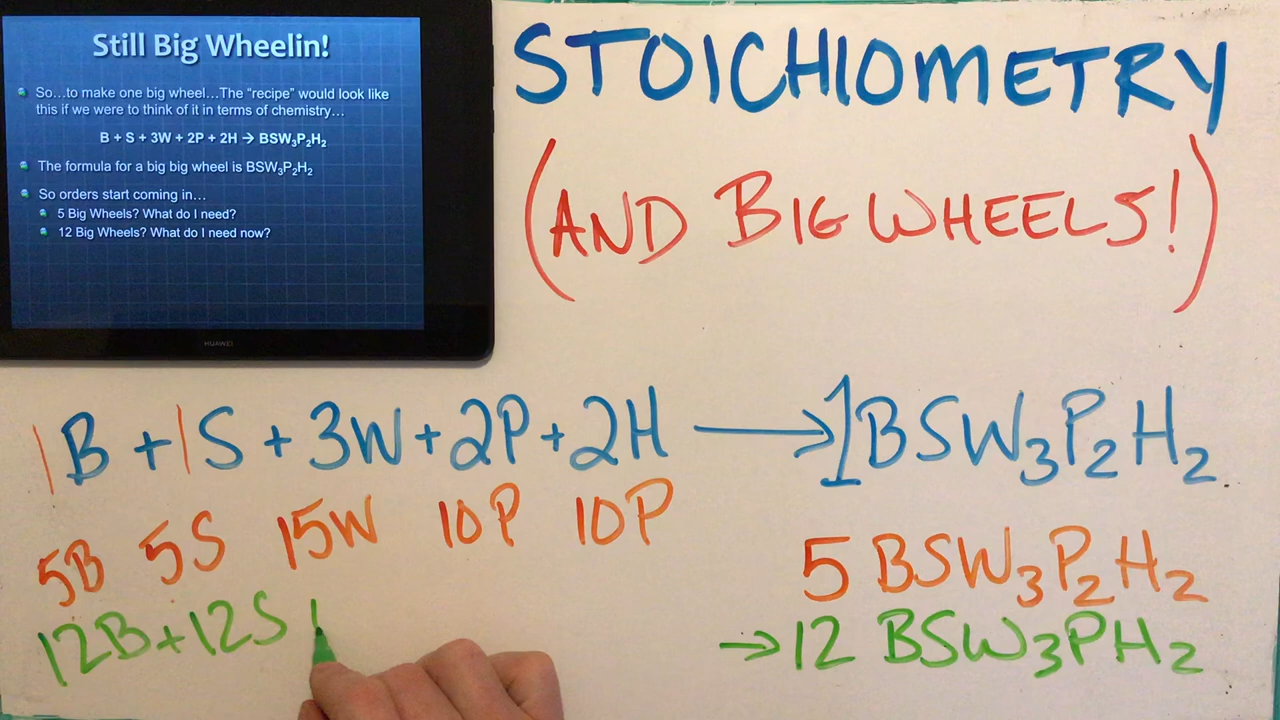 Still Big Wheelin!
So…to make one big wheel…The “recipe” would look like
this if we were to think of it in terms of chemistry…
B + S + 3W + 2P + 2H → BSW₃P₂H₂
The formula for a big big wheel is BSW₃P₂H₂
So orders start coming in…
5 Big Wheels? What do I need?
12 Big Wheels? What do I need now?
HUAWEI
STOICHIOMETRY
(AND BIG WHEELS!)
1B + 1S + 3W + 2P + 2H → 1BSW₃P₂H₂
5B 5S 15W 10P 10P 5 BSW₃P₂H₂
12B + 12S 1 → 12 BSW₃PH₂